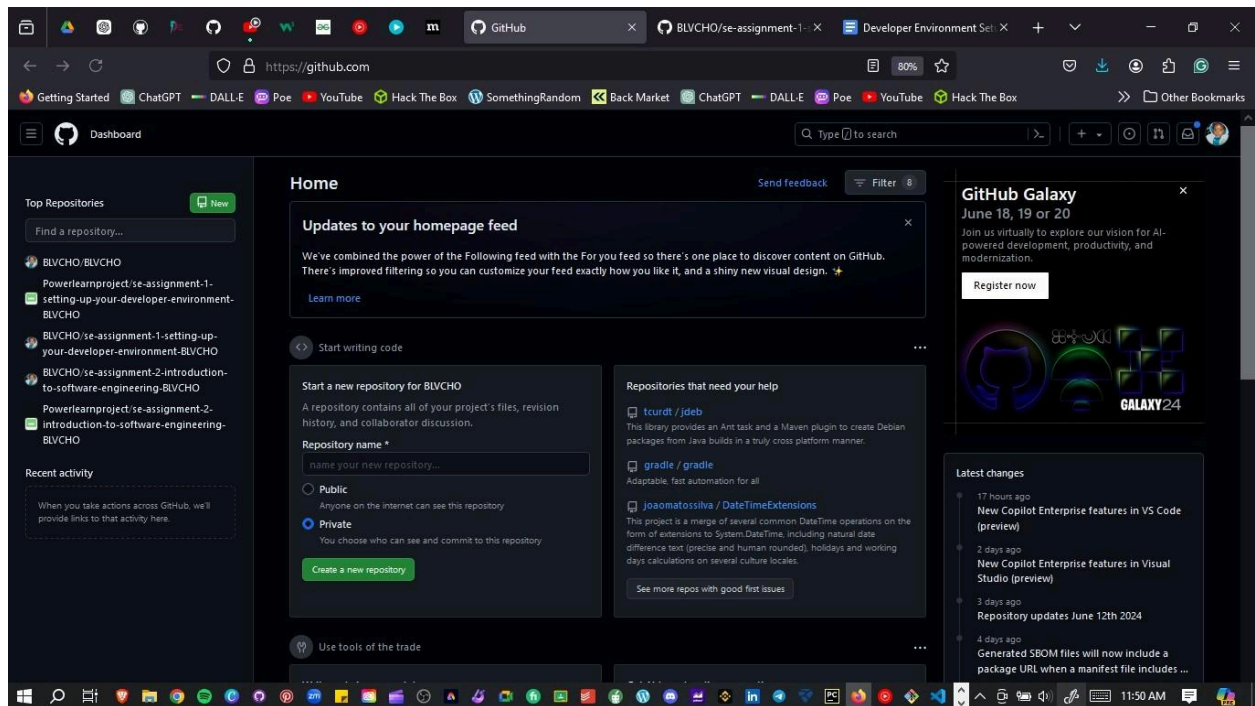 GitHub
BLVCHO/se-assignment-1-
Developer Environment Set
https://github.com
80%
Getting Started
ChatGPT
DALL·E
Poe
YouTube
Hack The Box
SomethingRandom
Back Market
ChatGPT
DALL·E
Poe
YouTube
Hack The Box
Other Bookmarks
Dashboard
Type / to search
Top Repositories
New
Find a repository...
BLVCHO/BLVCHO
Powerlearnproject/se-assignment-1-
setting-up-your-developer-environment-
BLVCHO
BLVCHO/se-assignment-1-setting-up-
your-developer-environment-BLVCHO
BLVCHO/se-assignment-2-introduction-
to-software-engineering-BLVCHO
Powerlearnproject/se-assignment-2-
introduction-to-software-engineering-
BLVCHO
Recent activity
When you take actions across GitHub, we'll
provide links to that activity here.
Home
Send feedback
Filter 8
Updates to your homepage feed
We've combined the power of the Following feed with the For you feed so there's one place to discover content on GitHub.
There's improved filtering so you can customize your feed exactly how you like it, and a shiny new visual design. ✨
Learn more
Start writing code
Start a new repository for BLVCHO
A repository contains all of your project's files, revision
history, and collaborator discussion.
Repository name *
name your new repository...
Public
Anyone on the internet can see this repository
Private
You choose who can see and commit to this repository
Create a new repository
Repositories that need your help
tcurdt / jdeb
This library provides an Ant task and a Maven plugin to create Debian
packages from Java builds in a truly cross platform manner.
gradle / gradle
Adaptable, fast automation for all
joaomatossilva / DateTimeExtensions
This project is a merge of several common DateTime operations on the
form of extensions to System.DateTime, including natural date
difference text (precise and human rounded), holidays and working
days calculations on several culture locales.
See more repos with good first issues
Use tools of the trade
GitHub Galaxy
June 18, 19 or 20
Join us virtually to explore our vision for AI-
powered development, productivity, and
modernization.
Register now
GALAXY24
Latest changes
17 hours ago
New Copilot Enterprise features in VS Code
(preview)
2 days ago
New Copilot Enterprise features in Visual
Studio (preview)
3 days ago
Repository updates June 12th 2024
4 days ago
Generated SBOM files will now include a
package URL when a manifest file includes ...
11:50 AM